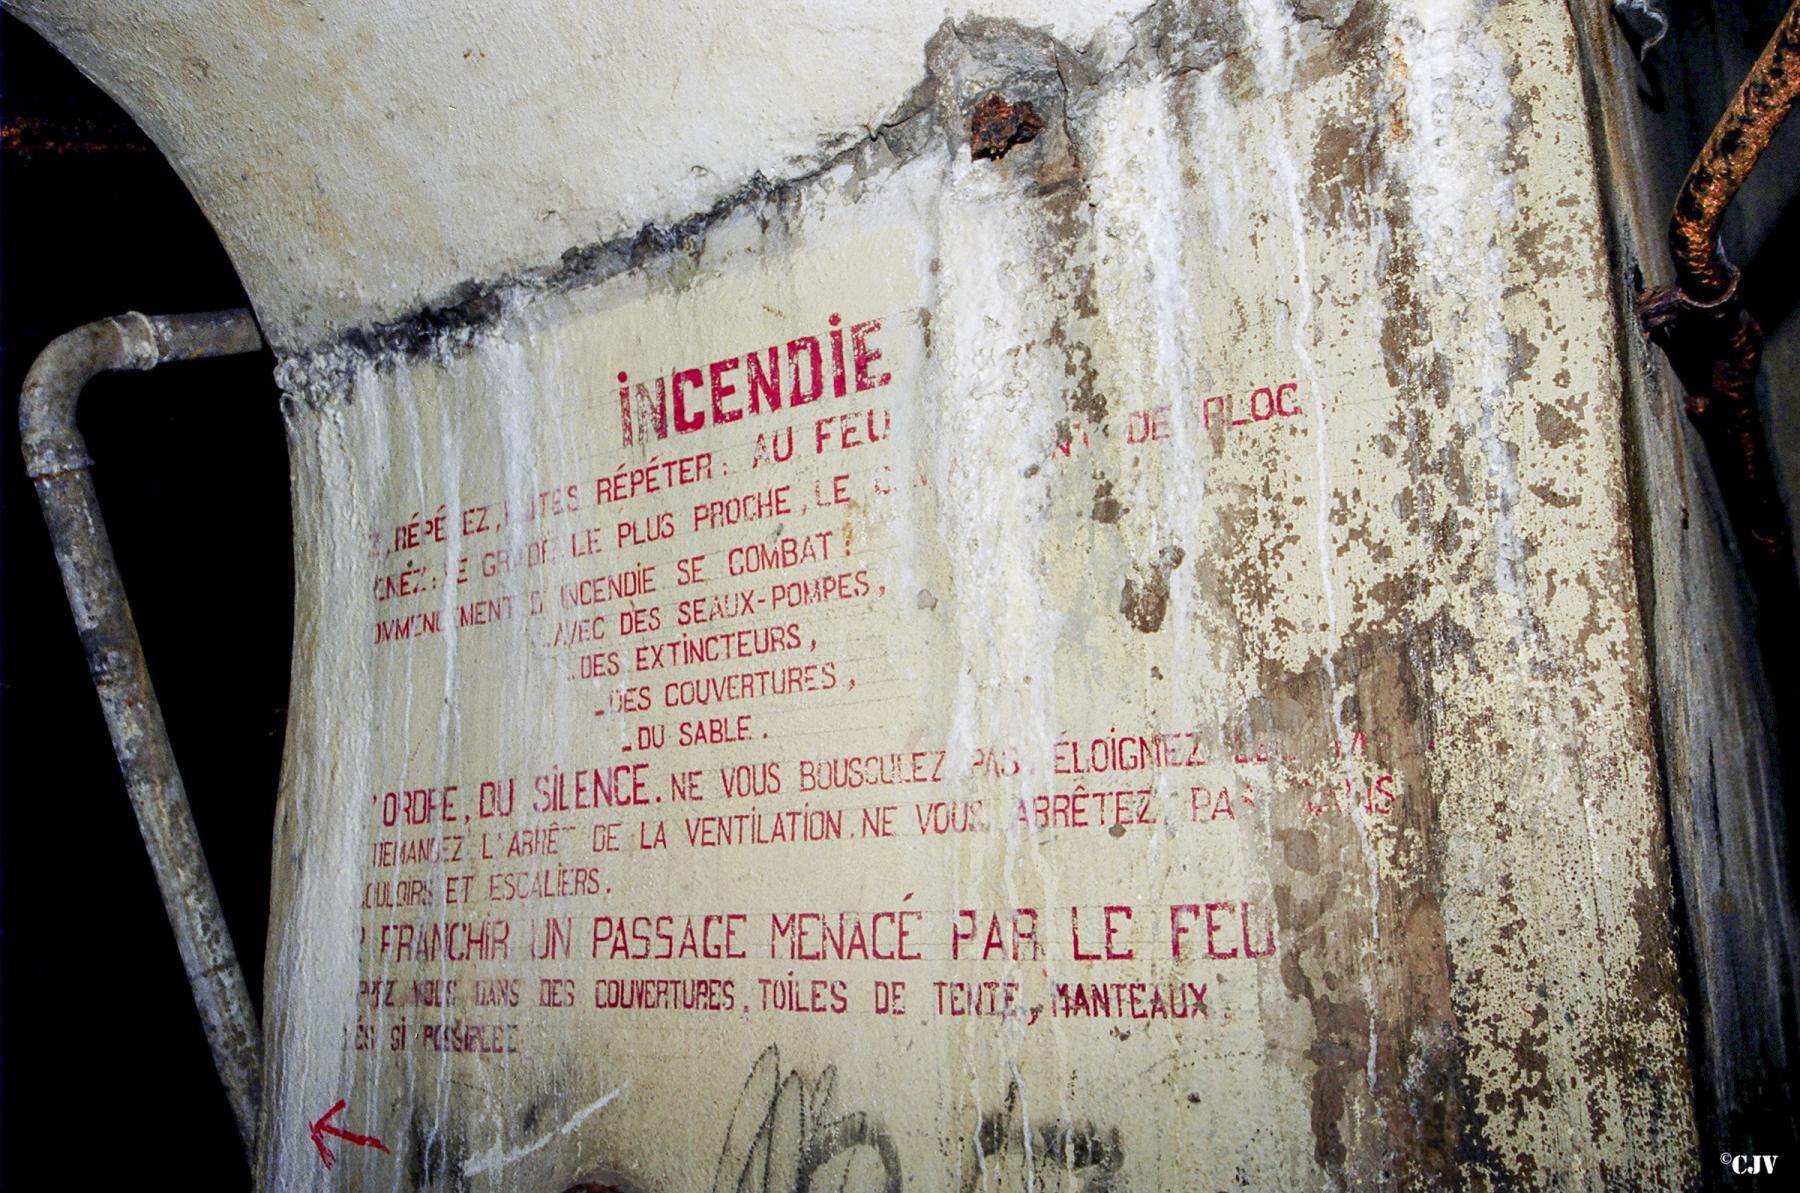 INCENDIE
RÉPÉTEZ, FAITES RÉPÉTER : AU FEU
LE GRADÉ LE PLUS PROCHE, LE DE BLOC.
D'INCENDIE SE COMBAT :
AVEC DES SEAUX-POMPES,
DES EXTINCTEURS,
DES COUVERTURES,
DU SABLE.
'ORDRE, DU SILENCE. NE VOUS BOUSCULEZ PAS. ÉLOIGNEZ
DEMANDEZ L'ARRÊT DE LA VENTILATION. NE VOUS ARRÊTEZ PAS DANS
COULOIRS ET ESCALIERS.
FRANCHIR UN PASSAGE MENACÉ PAR LE FEU
VOUS DANS DES COUVERTURES, TOILES DE TENTE, MANTEAUX
SI POSSIBLE
©CJV